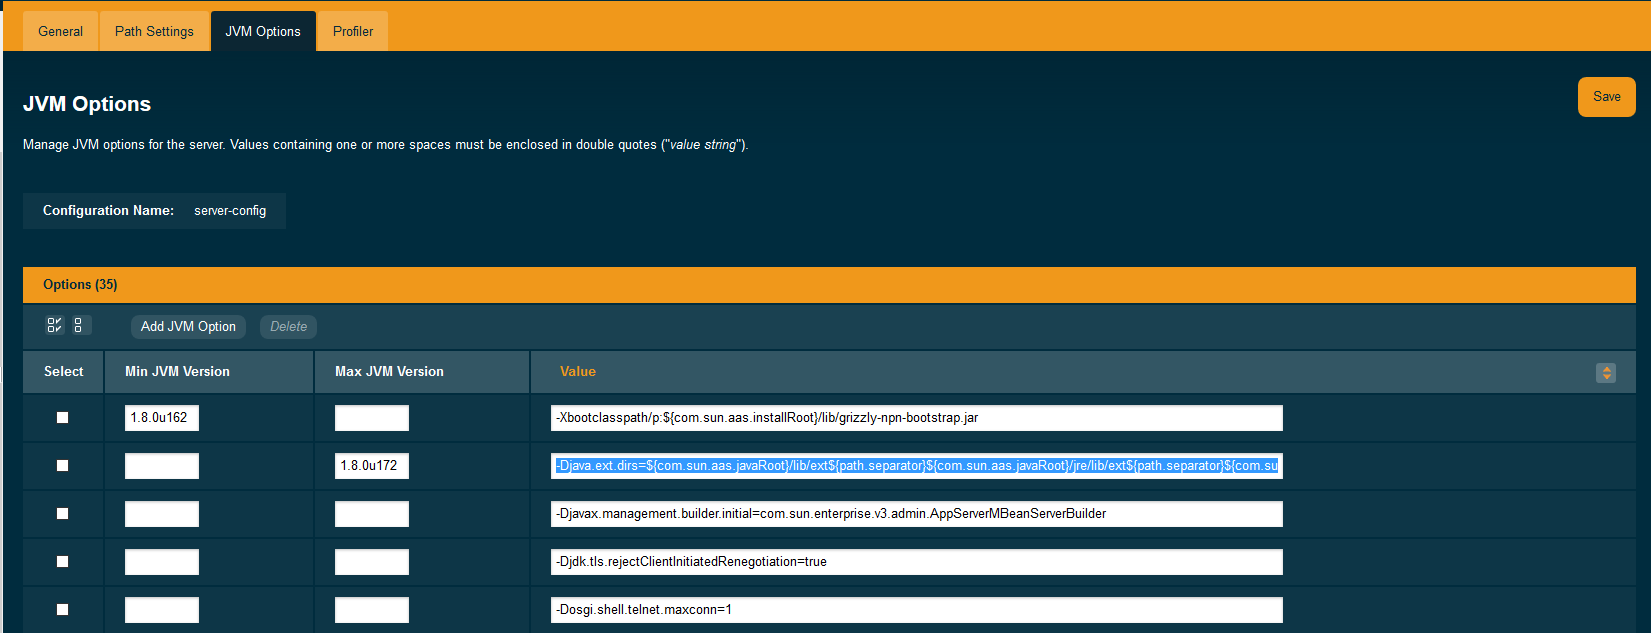 General Path Settings JVM Options Profiler
JVM Options
Save
Manage JVM options for the server. Values containing one or more spaces must be enclosed in double quotes ("value string").
Configuration Name: server-config
Options (35)
Add JVM Option Delete
Select Min JVM Version Max JVM Version Value
1.8.0u162 -Xbootclasspath/p:${com.sun.aas.installRoot}/lib/grizzly-npn-bootstrap.jar
1.8.0u172 -Djava.ext.dirs=${com.sun.aas.javaRoot}/lib/ext${path.separator}${com.sun.aas.javaRoot}/jre/lib/ext${path.separator}${com.su
-Djavax.management.builder.initial=com.sun.enterprise.v3.admin.AppServerMBeanServerBuilder
-Djdk.tls.rejectClientInitiatedRenegotiation=true
-Dosgi.shell.telnet.maxconn=1